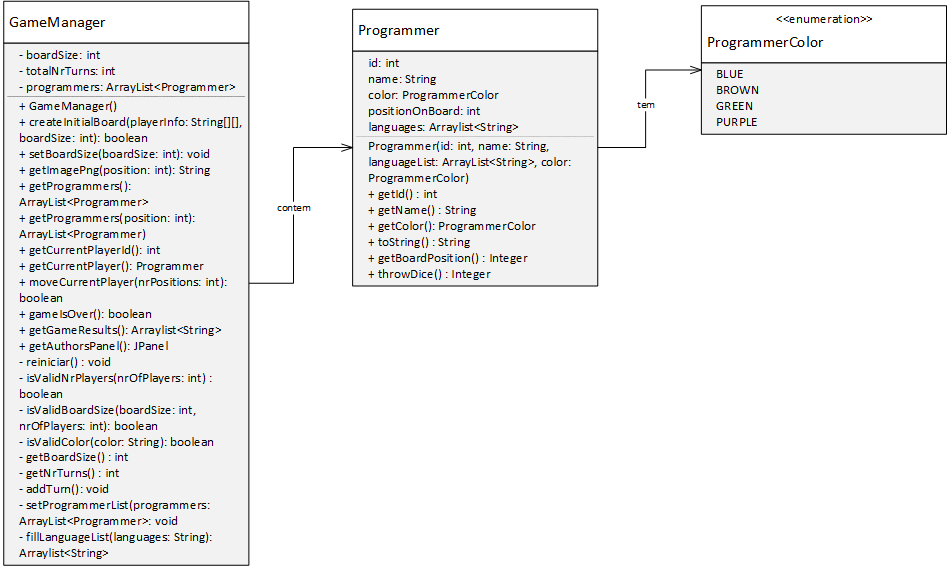 GameManager
- boardSize: int
- totalNrTurns: int
- programmers: ArrayList<Programmer>
+ GameManager()
+ createInitialBoard(playerInfo: String[][],
boardSize: int): boolean
+ setBoardSize(boardSize: int): void
+ getImagePng(position: int): String
+ getProgrammers():
ArrayList<Programmer>
+ getProgrammers(position: int):
ArrayList<Programmer)
+ getCurrentPlayerId(): int
+ getCurrentPlayer(): Programmer
+ moveCurrentPlayer(nrPositions: int):
boolean
+ gameIsOver(): boolean
+ getGameResults(): Arraylist<String>
+ getAuthorsPanel(): JPanel
- reiniciar() : void
- isValidNrPlayers(nrOfPlayers: int) :
boolean
- isValidBoardSize(boardSize: int,
nrOfPlayers: int): boolean
- isValidColor(color: String): boolean
- getBoardSize() : int
- getNrTurns() : int
- addTurn(): void
- setProgrammerList(programmers:
ArrayList<Programmer>: void
- fillLanguageList(languages: String):
Arraylist<String>
contem
Programmer
id: int
name: String
color: ProgrammerColor
positionOnBoard: int
languages: Arraylist<String>
Programmer(id: int, name: String,
languageList: ArrayList<String>, color:
ProgrammerColor)
+ getId() : int
+ getName() : String
+ getColor(): ProgrammerColor
+ toString() : String
+ getBoardPosition() : Integer
+ throwDice() : Integer
tem
<<enumeration>>
ProgrammerColor
BLUE
BROWN
GREEN
PURPLE